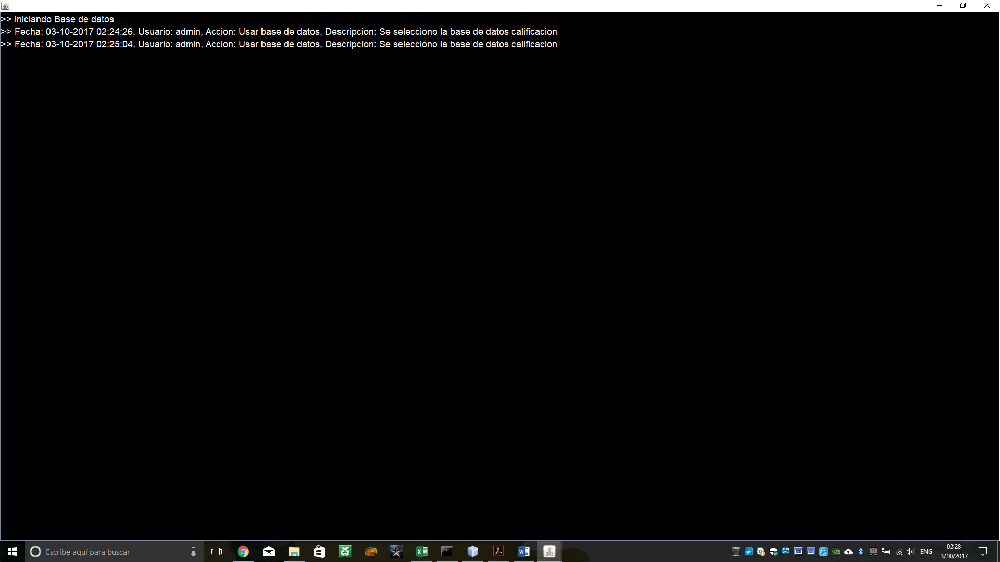 >> Iniciando Base de datos
>> Fecha: 03-10-2017 02:24:26, Usuario: admin, Accion: Usar base de datos, Descripcion: Se selecciono la base de datos calificacion
>> Fecha: 03-10-2017 02:25:04, Usuario: admin, Accion: Usar base de datos, Descripcion: Se selecciono la base de datos calificacion
Escribe aquí para buscar
ENG
02:28
3/10/2017